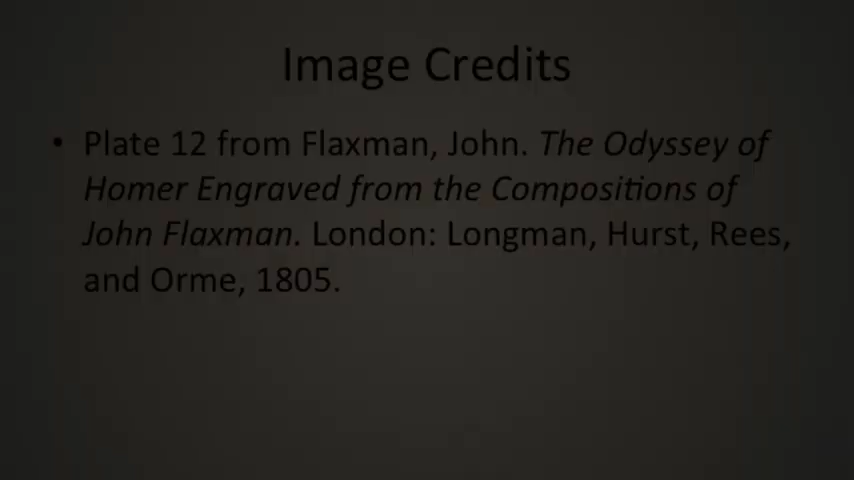 Image Credits
• Plate 12 from Flaxman, John. The Odyssey of
Homer Engraved from the Compositions of
John Flaxman. London: Longman, Hurst, Rees,
and Orme, 1805.